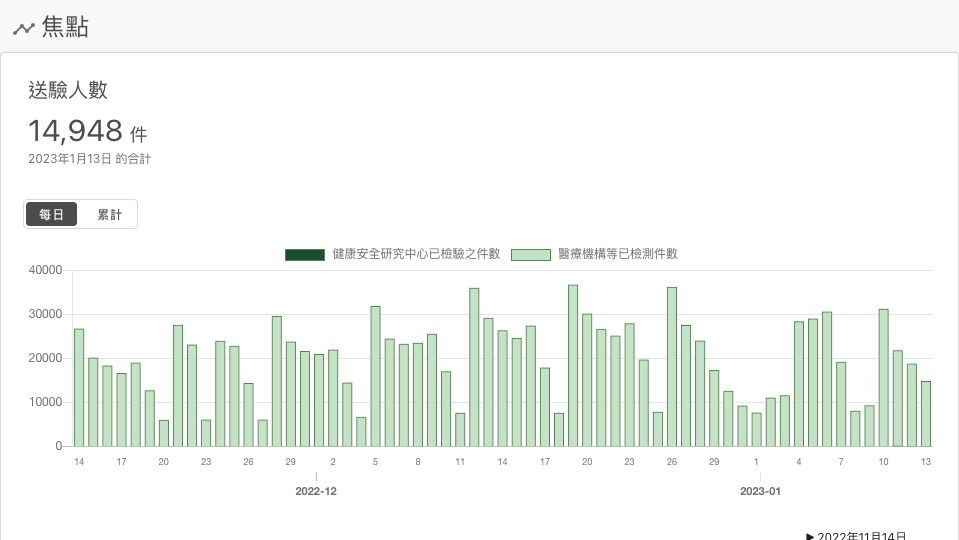 焦點
送驗人數
14,948 件
2023年1月13日 的合計
每日 累計
健康安全研究中心已檢驗之件數 醫療機構等已檢測件數
40000
30000
20000
10000
0
14 17 20 23 26 29 2 5 8 11 14 17 20 23 26 29 1 4 7 10 13
2022-12 2023-01
▶ 2022年11月14日